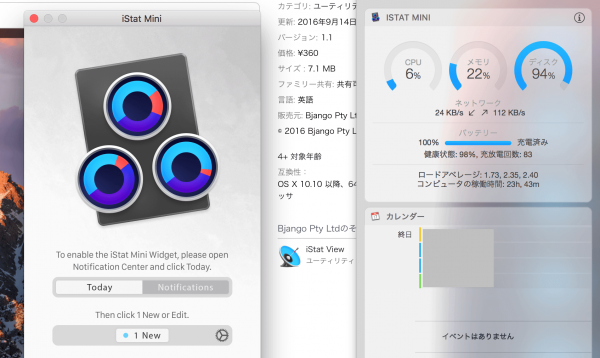 iStat Mini
To enable the iStat Mini Widget, please open
Notification Center and click Today.
Today
Notifications
Then click 1 New or Edit.
1 New
カテゴリ: ユーティリテ
更新: 2016年9月14日
バージョン: 1.1
価格: ¥360
サイズ : 7.1 MB
ファミリー共有: 共有可
言語: 英語
販売元: Bjango Pty Ltd
© 2016 Bjango Pty
4+ 対象年齢
互換性 :
OS X 10.10 以降、64
ッサ
Bjango Pty Ltdのそ
iStat View
ユーティリティ
ISTAT MINI
CPU
6%
メモリ
22%
ディスク
94%
ネットワーク
24 KB/s ↙ ↗ 112 KB/s
バッテリー
100% 充電済み
健康状態: 98%, 充放電回数: 83
ロードアベレージ: 1.73, 2.35, 2.40
コンピュータの稼働時間: 23h, 43m
カレンダー
終日
イベントはありません